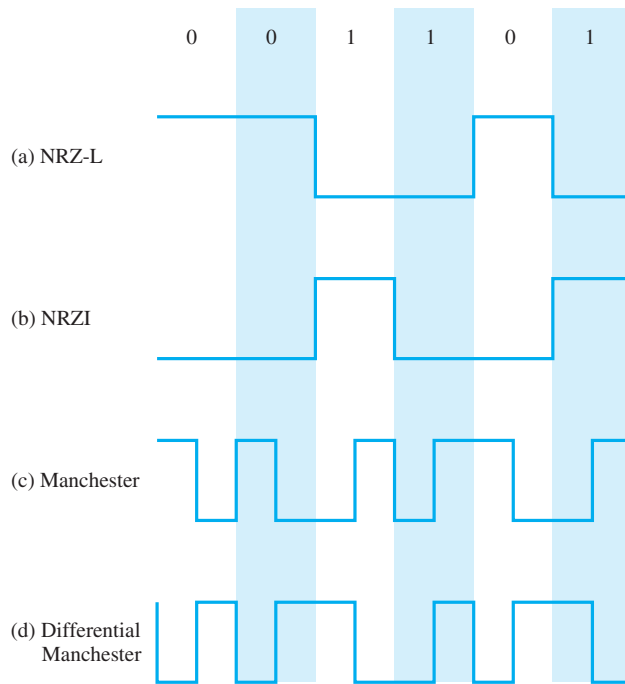 0 0 1 1 0 1
(a) NRZ-L
(b) NRZI
(c) Manchester
(d) Differential
Manchester